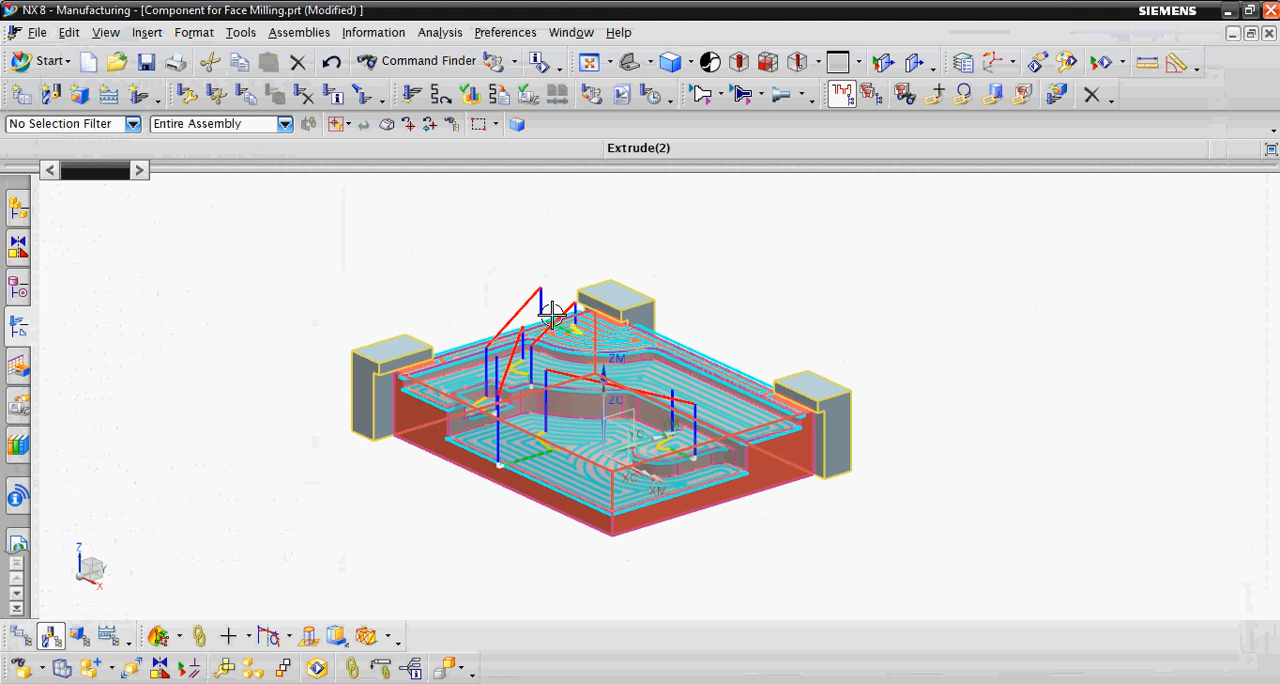 NX 8 - Manufacturing - [Component for Face Milling.prt (Modified) ]
SIEMENS
File Edit View Insert Format Tools Assemblies Information Analysis Preferences Window Help
Start
Command Finder
No Selection Filter
Entire Assembly
Extrude(2)
ZM
ZC
XC
XM
Z
Y
X